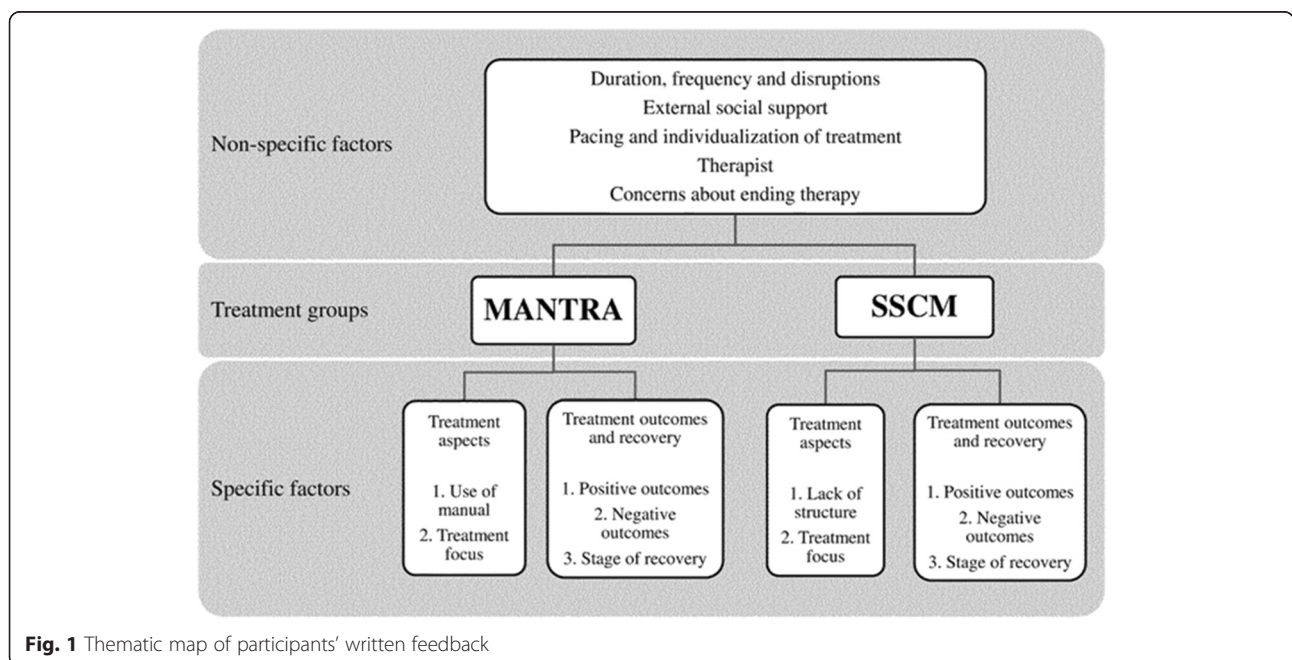 Non-specific factors
Duration, frequency and disruptions
External social support
Pacing and individualization of treatment
Therapist
Concerns about ending therapy
Treatment groups
MANTRA
SSCM
Specific factors
Treatment
aspects
1. Use of
manual
2. Treatment
focus
Treatment outcomes
and recovery
1. Positive outcomes
2. Negative
outcomes
3. Stage of recovery
Treatment
aspects
1. Lack of
structure
2. Treatment
focus
Treatment outcomes
and recovery
1. Positive outcomes
2. Negative
outcomes
3. Stage of recovery
Fig. 1 Thematic map of participants’ written feedback